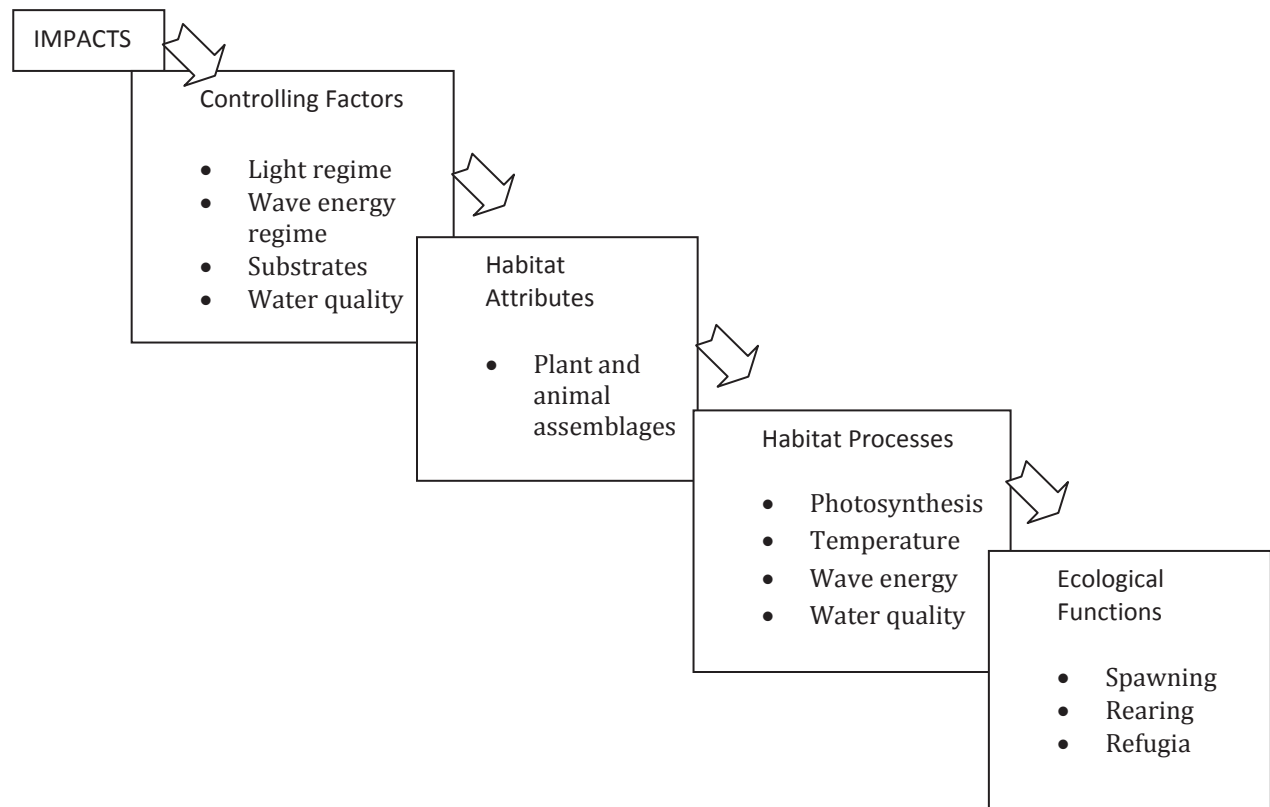 IMPACTS
Controlling Factors
• Light regime
• Wave energy
regime
• Substrates
• Water quality
Habitat
Attributes
• Plant and
animal
assemblages
Habitat Processes
• Photosynthesis
• Temperature
• Wave energy
• Water quality
Ecological
Functions
• Spawning
• Rearing
• Refugia